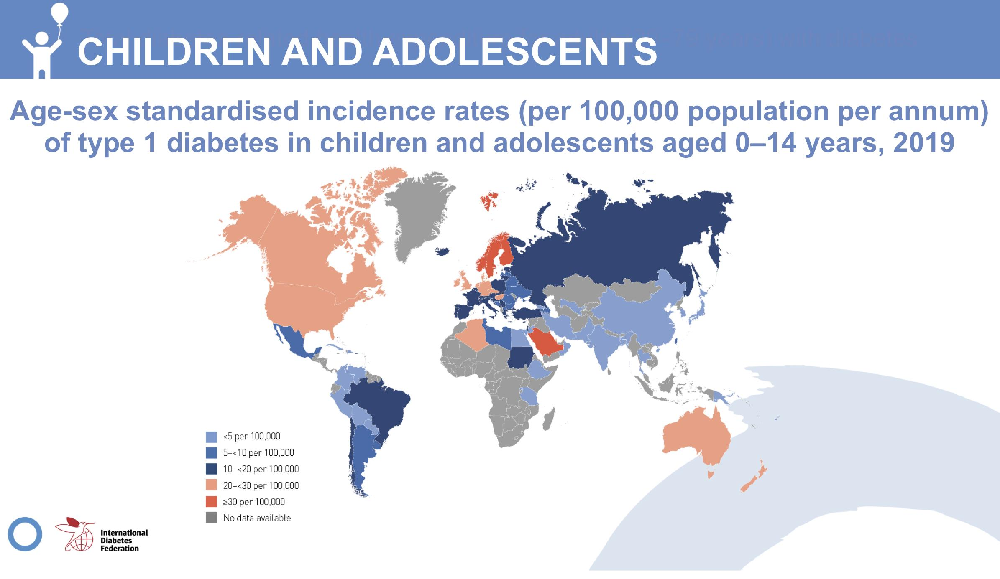 CHILDREN AND ADOLESCENTS
Age-sex standardised incidence rates (per 100,000 population per annum)
of type 1 diabetes in children and adolescents aged 0–14 years, 2019
<5 per 100,000
5–<10 per 100,000
10–<20 per 100,000
20–<30 per 100,000
≥30 per 100,000
No data available
International
Diabetes
Federation